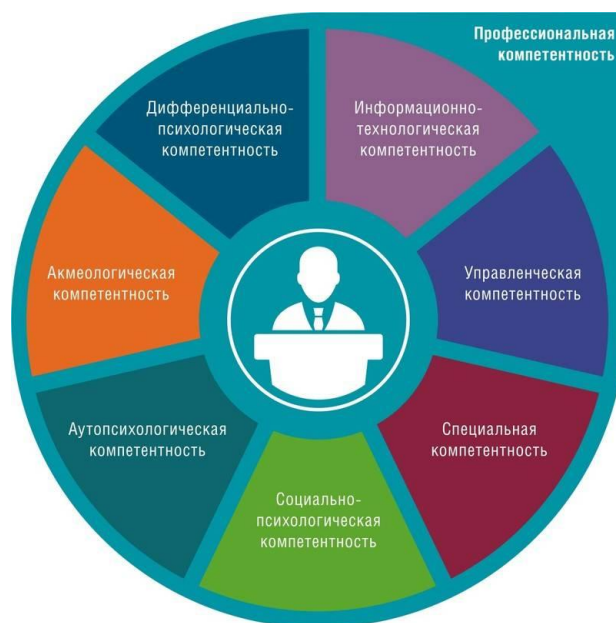 Профессиональная
компетентность
Дифференциально-
психологическая
компетентность
Информационно-
технологическая
компетентность
Акмеологическая
компетентность
Управленческая
компетентность
Аутопсихологическая
компетентность
Специальная
компетентность
Социально-
психологическая
компетентность